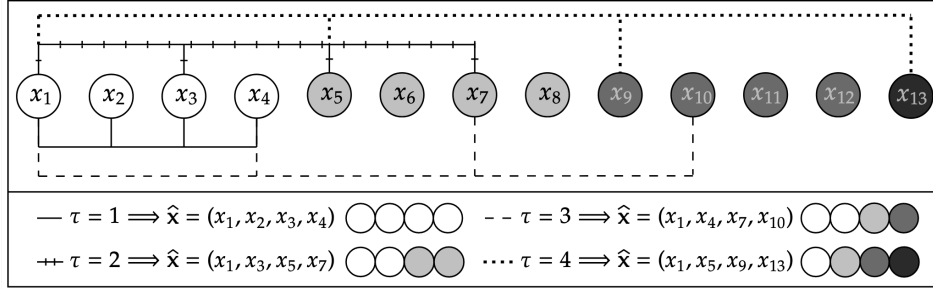 x₁ x₂ x₃ x₄ x₅ x₆ x₇ x₈ x₉ x₁₀ x₁₁ x₁₂ x₁₃
τ = 1 ⟹ x̂ = (x₁, x₂, x₃, x₄)
τ = 3 ⟹ x̂ = (x₁, x₄, x₇, x₁₀)
τ = 2 ⟹ x̂ = (x₁, x₃, x₅, x₇)
τ = 4 ⟹ x̂ = (x₁, x₅, x₉, x₁₃)